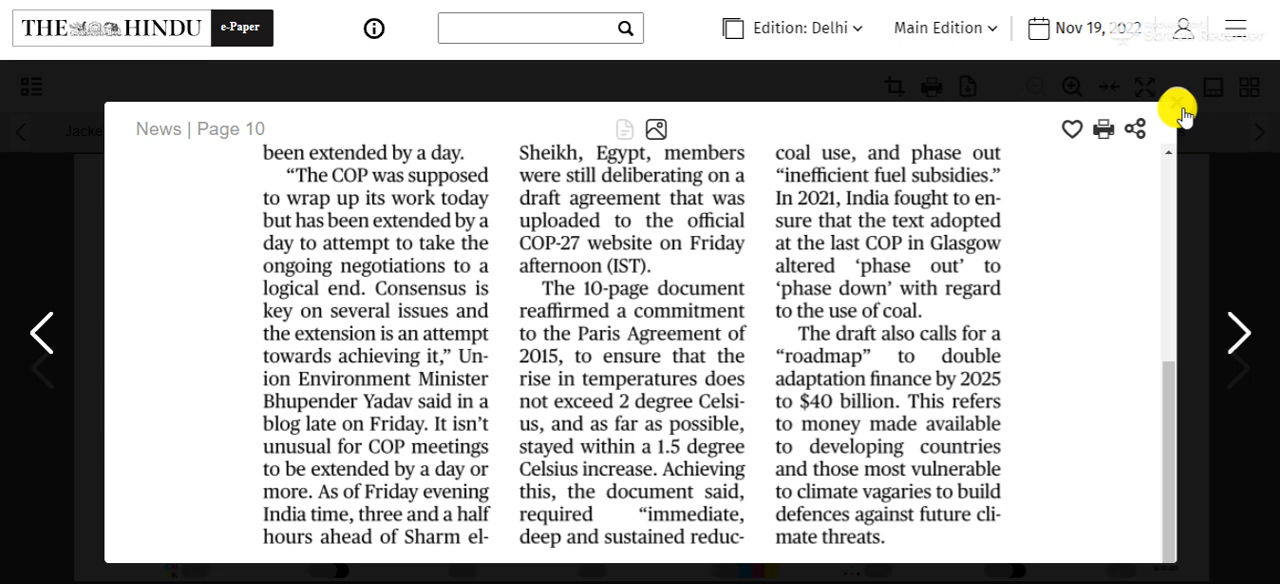 THE HINDU
e-Paper
Edition: Delhi
Main Edition
Nov 19, 2022
News | Page 10
been extended by a day.
“The COP was supposed
to wrap up its work today
but has been extended by a
day to attempt to take the
ongoing negotiations to a
logical end. Consensus is
key on several issues and
the extension is an attempt
towards achieving it,” Un-
ion Environment Minister
Bhupender Yadav said in a
blog late on Friday. It isn’t
unusual for COP meetings
to be extended by a day or
more. As of Friday evening
India time, three and a half
hours ahead of Sharm el-
Sheikh, Egypt, members
were still deliberating on a
draft agreement that was
uploaded to the official
COP-27 website on Friday
afternoon (IST).
The 10-page document
reaffirmed a commitment
to the Paris Agreement of
2015, to ensure that the
rise in temperatures does
not exceed 2 degree Celsi-
us, and as far as possible,
stayed within a 1.5 degree
Celsius increase. Achieving
this, the document said,
required “immediate,
deep and sustained reduc-
coal use, and phase out
“inefficient fuel subsidies.”
In 2021, India fought to en-
sure that the text adopted
at the last COP in Glasgow
altered ‘phase out’ to
‘phase down’ with regard
to the use of coal.
The draft also calls for a
“roadmap” to double
adaptation finance by 2025
to $40 billion. This refers
to money made available
to developing countries
and those most vulnerable
to climate vagaries to build
defences against future cli-
mate threats.